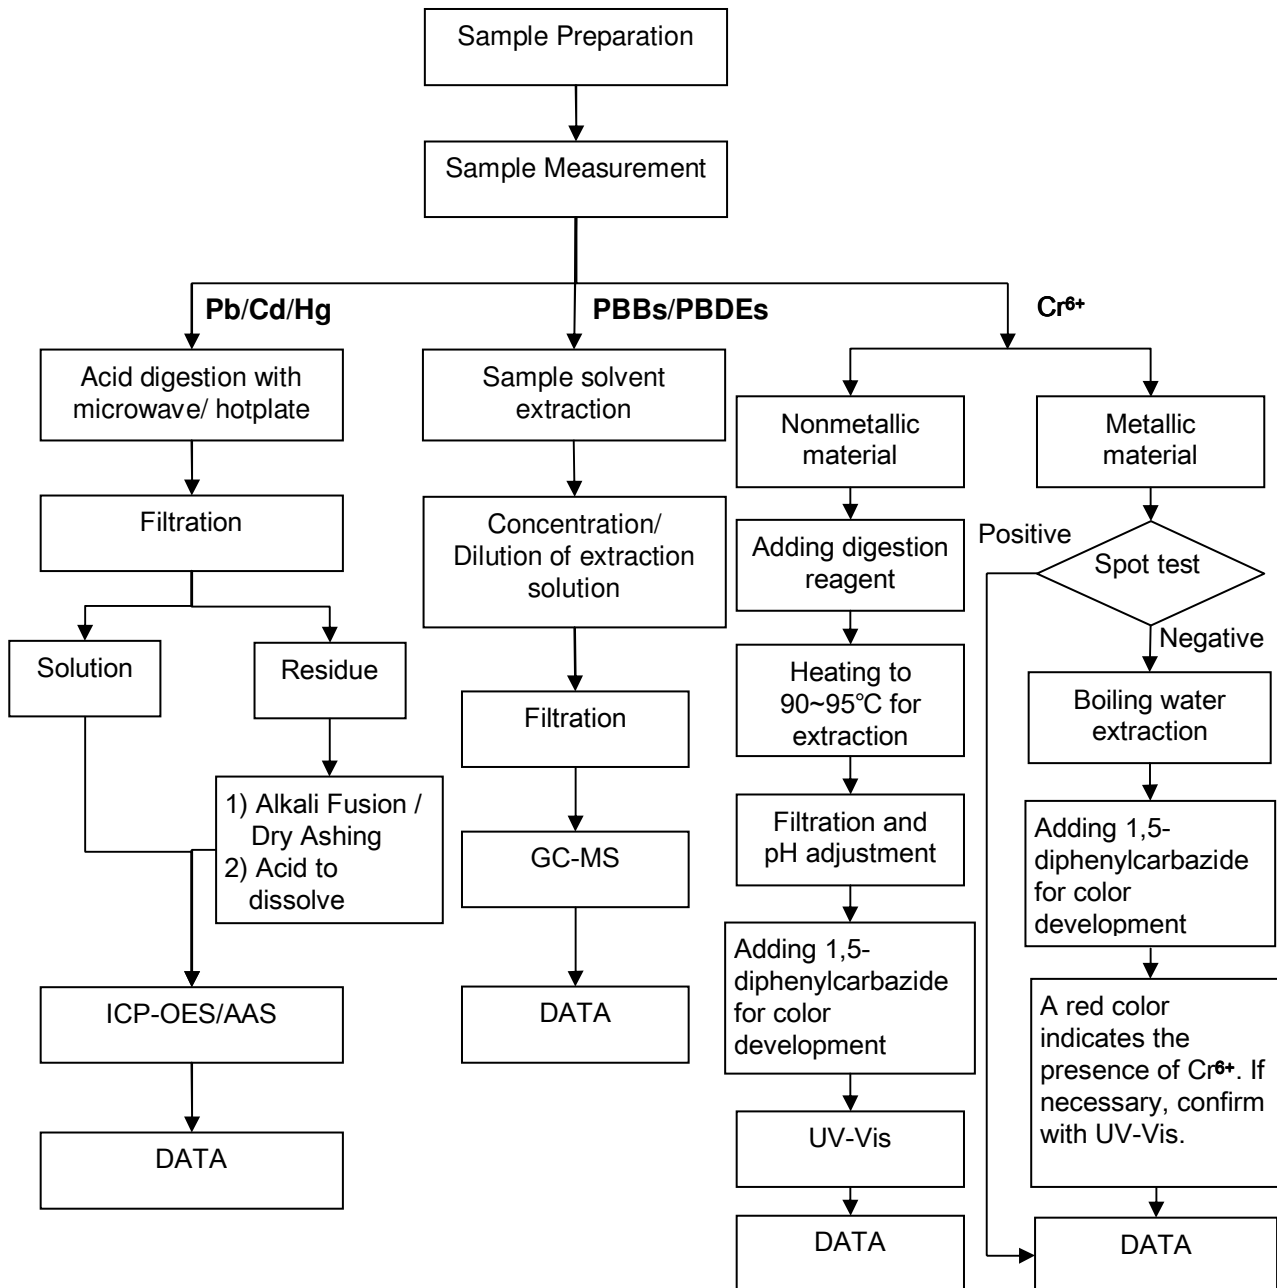 Sample Preparation
Sample Measurement
Pb/Cd/Hg
PBBs/PBDEs
Cr⁶⁺
Acid digestion with
microwave/ hotplate
Filtration
Solution
Residue
1) Alkali Fusion /
Dry Ashing
2) Acid to
dissolve
ICP-OES/AAS
DATA
Sample solvent
extraction
Concentration/
Dilution of extraction
solution
Filtration
GC-MS
DATA
Nonmetallic
material
Adding digestion
reagent
Heating to
90~95℃ for
extraction
Filtration and
pH adjustment
Adding 1,5-
diphenylcarbazide
for color
development
UV-Vis
DATA
Metallic
material
Spot test
Positive
Negative
Boiling water
extraction
Adding 1,5-
diphenylcarbazide
for color
development
A red color
indicates the
presence of Cr⁶⁺. If
necessary, confirm
with UV-Vis.
DATA